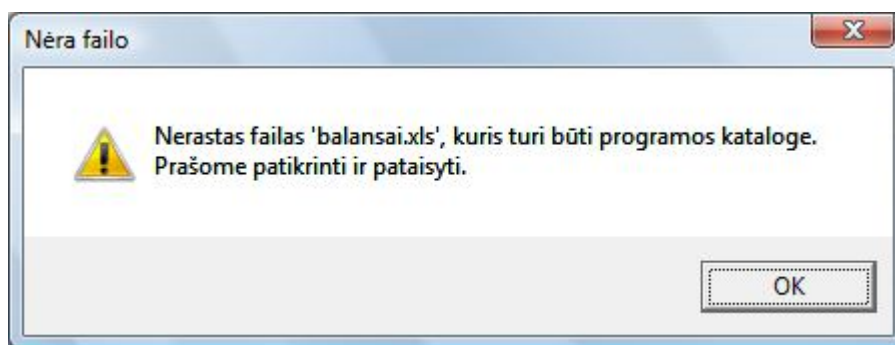 Nėra failo
Nerastas failas 'balansai.xls', kuris turi būti programos kataloge.
Prašome patikrinti ir pataisyti.
OK